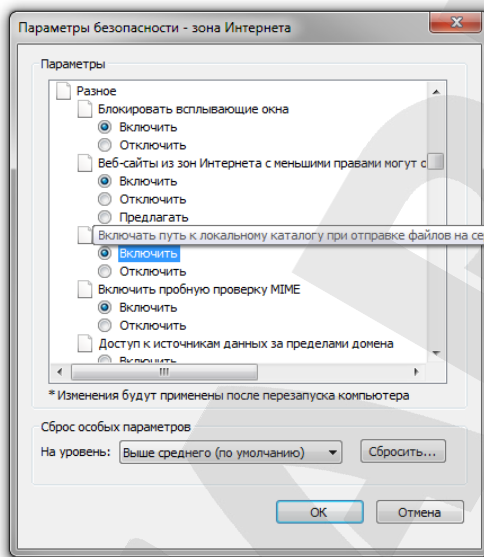 Параметры безопасности - зона Интернета
Параметры
Разное
Блокировать всплывающие окна
Включить
Отключить
Веб-сайты из зон Интернета с меньшими правами могут о
Включить
Отключить
Предлагать
Включать путь к локальному каталогу при отправке файлов на се
Включить
Отключить
Включить пробную проверку MIME
Включить
Отключить
Доступ к источникам данных за пределами домена
Включить
* Изменения будут применены после перезапуска компьютера
Сброс особых параметров
На уровень:
Выше среднего (по умолчанию)
Сбросить...
ОК
Отмена